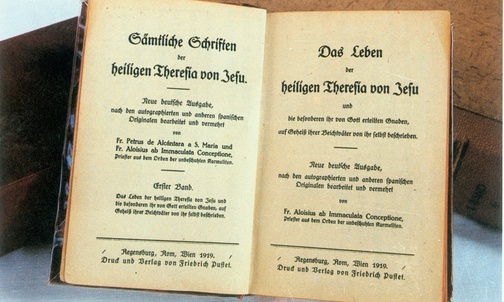 Sämtliche Schriften
der
heiligen Theresia von Jesu.
Neue deutsche Ausgabe,
nach den autographierten und anderen spanischen
Originalen bearbeitet und vermehrt
von
Fr. Petrus de Alcántara a S. Maria und
Fr. Aloisius ab Immaculata Conceptione,
Priester aus dem Orden der unbeschuhten Karmeliten.
Erster Band.
Das Leben der heiligen Theresia von Jesu und
die besonderen ihr von Gott erteilten Gnaden, auf
Geheiß ihrer Beichtväter von ihr selbst beschrieben.
Regensburg, Rom, Wien 1919.
Druck und Verlag von Friedrich Pustet.
Das Leben
der
heiligen Theresia von Jesu
und
die besonderen ihr von Gott erteilten Gnaden,
auf Geheiß ihrer Beichtväter von ihr selbst beschrieben.
Neue deutsche Ausgabe,
nach den autographierten und anderen spanischen
Originalen bearbeitet und vermehrt
von
Fr. Aloisius ab Immaculata Conceptione,
Priester aus dem Orden der unbeschuhten Karmeliten.
Regensburg, Rom, Wien 1919.
Druck und Verlag von Friedrich Pustet.